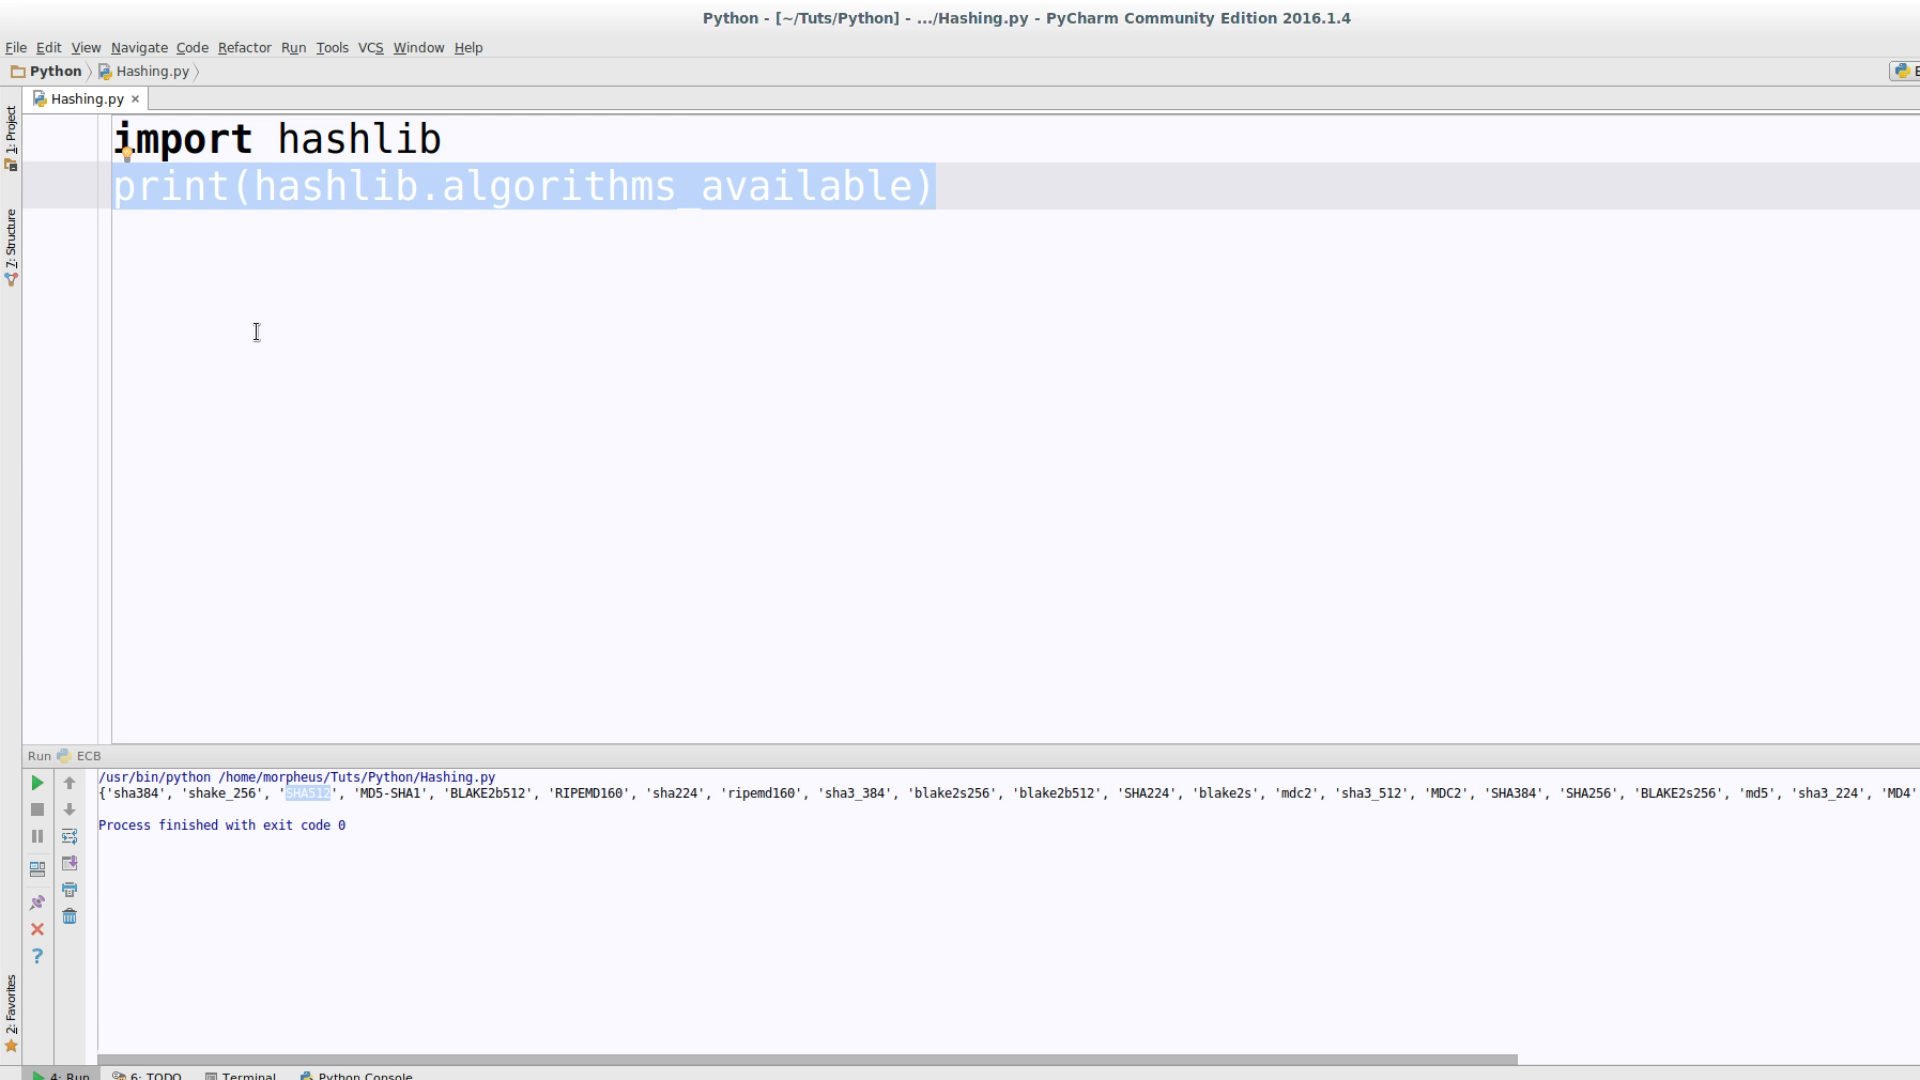 Python - [~/Tuts/Python] - .../Hashing.py - PyCharm Community Edition 2016.1.4
File Edit View Navigate Code Refactor Run Tools VCS Window Help
Python Hashing.py
Hashing.py
1: Project
7: Structure
import hashlib
print(hashlib.algorithms_available)
Run ECB
/usr/bin/python /home/morpheus/Tuts/Python/Hashing.py
{'sha384', 'shake_256', 'SHA512', 'MD5-SHA1', 'BLAKE2b512', 'RIPEMD160', 'sha224', 'ripemd160', 'sha3_384', 'blake2s256', 'blake2b512', 'SHA224', 'blake2s', 'mdc2', 'sha3_512', 'MDC2', 'SHA384', 'SHA256', 'BLAKE2s256', 'md5', 'sha3_224', 'MD4'
Process finished with exit code 0
2: Favorites
4: Run 6: TODO Terminal Python Console